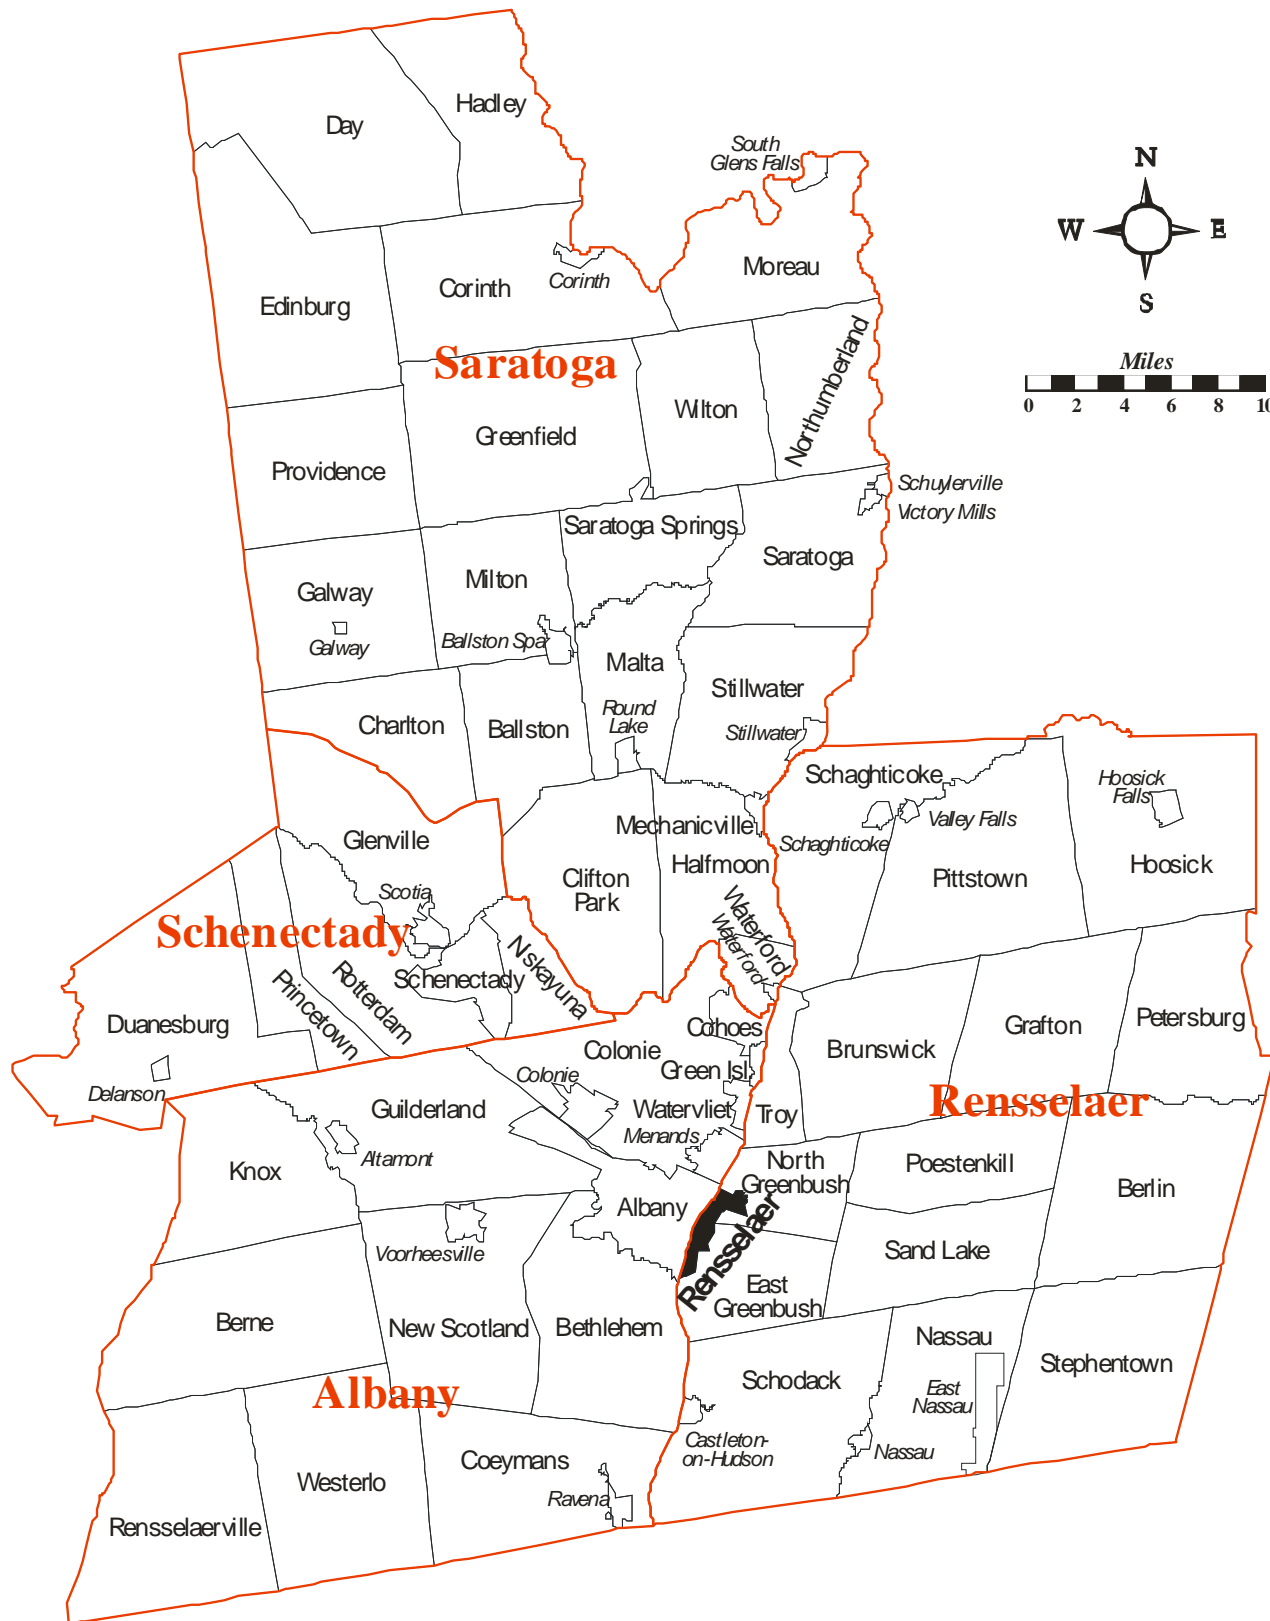 Hadley
Day
South
Glens Falls
N
W
E
S
Moreau
Corinth
Corinth
Edinburg
Saratoga
Northumberland
Miles
0 2 4 6 8 10
Wilton
Greenfield
Providence
Schuylerville
Victory Mills
Saratoga Springs
Saratoga
Milton
Galway
Galway
Ballston Spa
Malta
Stillwater
Round
Lake
Stillwater
Charlton
Ballston
Schaghticoke
Hoosick
Falls
Mechanicville
Valley Falls
Schaghticoke
Glenville
Halfmoon
Hoosick
Clifton
Park
Pittstown
Scotia
Waterford
Waterford
Schenectady
Niskayuna
Schenectady
Rotterdam
Princetown
Duanesburg
Cohoes
Grafton
Petersburg
Brunswick
Colonie
Green Isl.
Colonie
Delanson
Rensselaer
Guilderland
Watervliet
Troy
Menands
Altamont
Knox
North
Greenbush
Poestenkill
Berlin
Albany
Rensselaer
Voorheesville
Sand Lake
East
Greenbush
Berne
New Scotland
Bethlehem
Nassau
Stephentown
Albany
Schodack
East
Nassau
Castleton-
on-Hudson
Nassau
Coeymans
Westerlo
Ravena
Rensselaerville